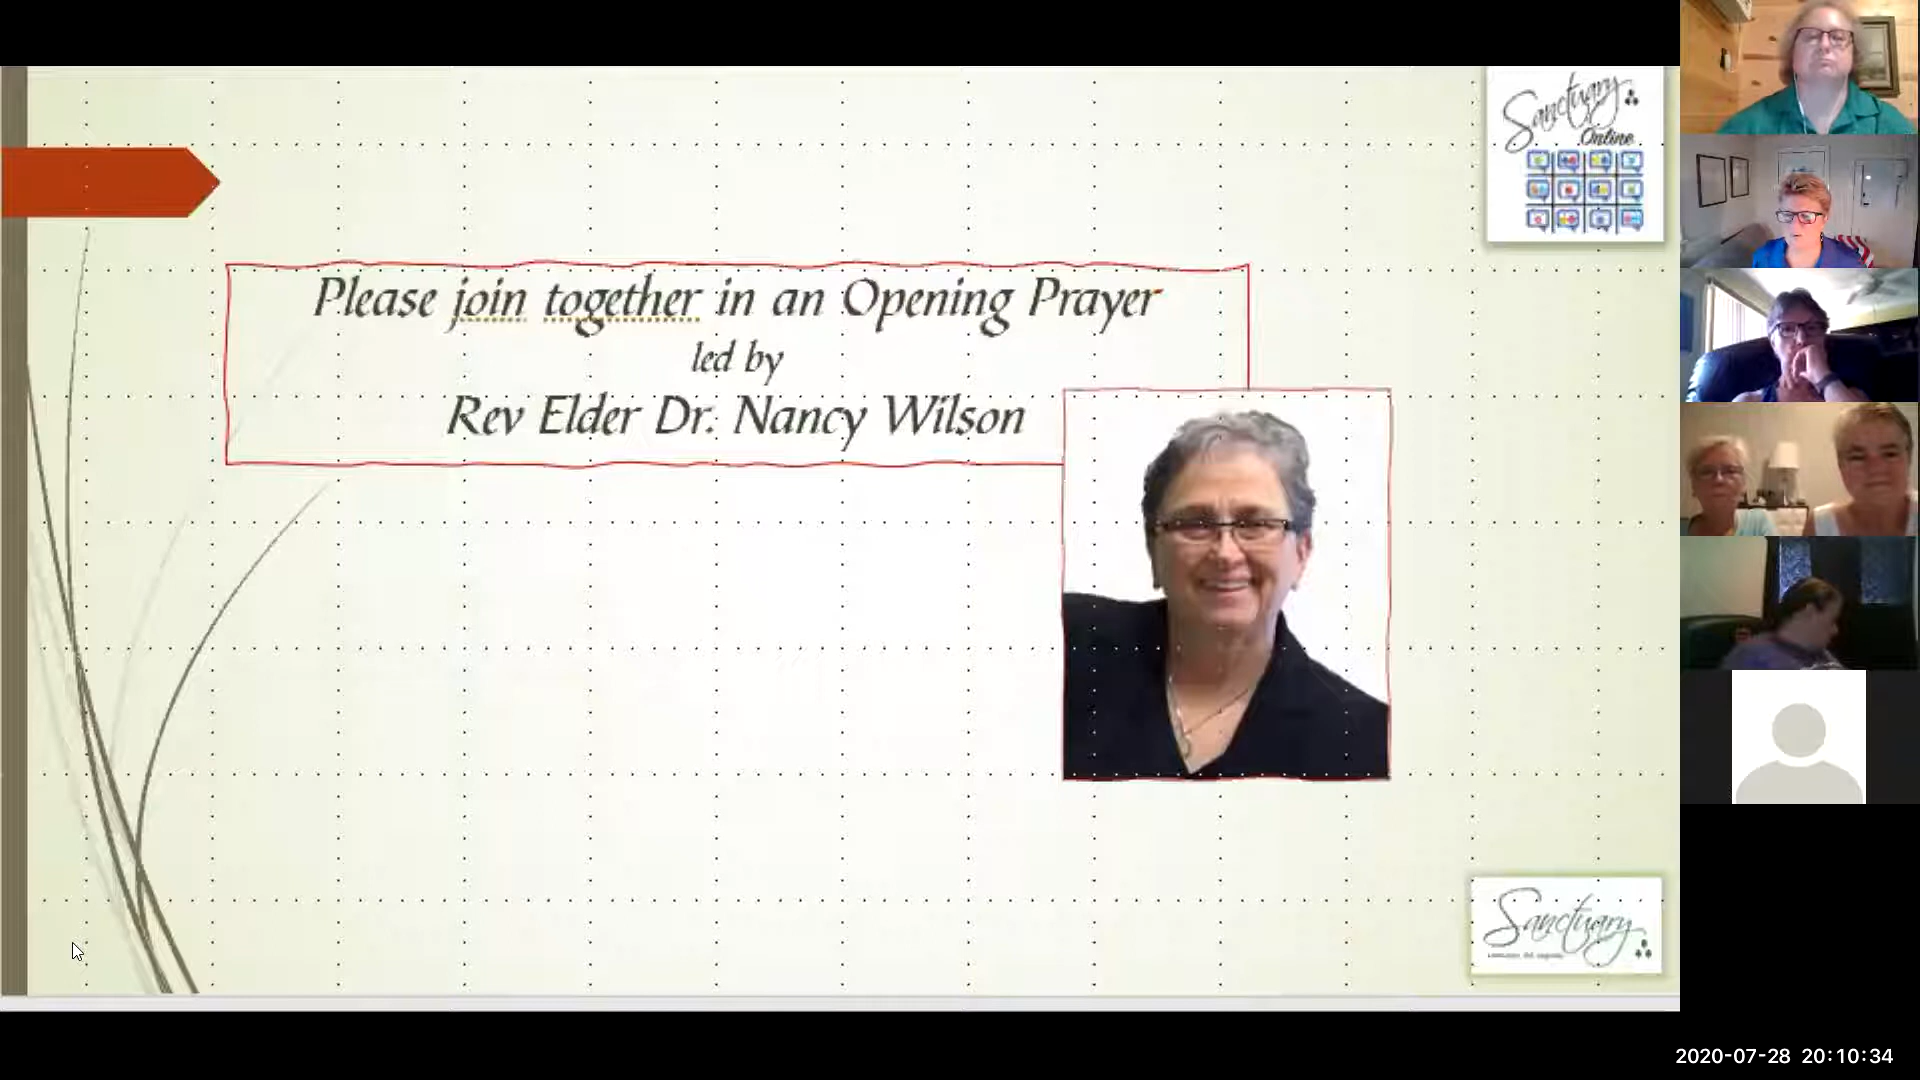 Sanctuary
Online
Please join together in an Opening Prayer
led by
Rev Elder Dr. Nancy Wilson
Sanctuary
2020-07-28 20:10:34